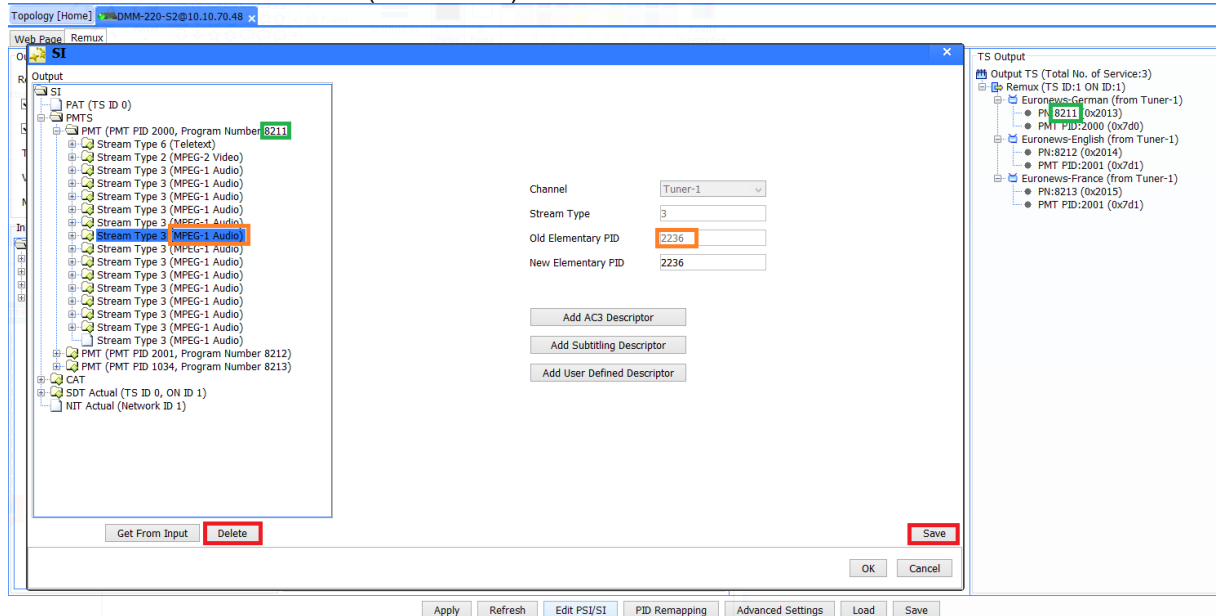 Topology [Home] DMM-220-S2@10.10.70.48 x
Web Page Remux
SI
Output
SI
PAT (TS ID 0)
PMTS
PMT (PMT PID 2000, Program Number 8211
Stream Type 6 (Teletext)
Stream Type 2 (MPEG-2 Video)
Stream Type 3 (MPEG-1 Audio)
Stream Type 3 (MPEG-1 Audio)
Stream Type 3 (MPEG-1 Audio)
Stream Type 3 (MPEG-1 Audio)
Stream Type 3 (MPEG-1 Audio)
Stream Type 3 (MPEG-1 Audio)
Stream Type 3 (MPEG-1 Audio)
Stream Type 3 (MPEG-1 Audio)
Stream Type 3 (MPEG-1 Audio)
Stream Type 3 (MPEG-1 Audio)
Stream Type 3 (MPEG-1 Audio)
Stream Type 3 (MPEG-1 Audio)
Stream Type 3 (MPEG-1 Audio)
Stream Type 3 (MPEG-1 Audio)
PMT (PMT PID 2001, Program Number 8212)
PMT (PMT PID 1034, Program Number 8213)
CAT
SDT Actual (TS ID 0, ON ID 1)
NIT Actual (Network ID 1)
Get From Input Delete
Channel Tuner-1
Stream Type 3
Old Elementary PID 2236
New Elementary PID 2236
Add AC3 Descriptor
Add Subtitling Descriptor
Add User Defined Descriptor
Save
OK Cancel
TS Output
Output TS (Total No. of Service:3)
Remux (TS ID:1 ON ID:1)
Euronews-German (from Tuner-1)
PN:8211 (0x2013)
PMT PID:2000 (0x7d0)
Euronews-English (from Tuner-1)
PN:8212 (0x2014)
PMT PID:2001 (0x7d1)
Euronews-France (from Tuner-1)
PN:8213 (0x2015)
PMT PID:2001 (0x7d1)
Apply Refresh Edit PSI/SI PID Remapping Advanced Settings Load Save